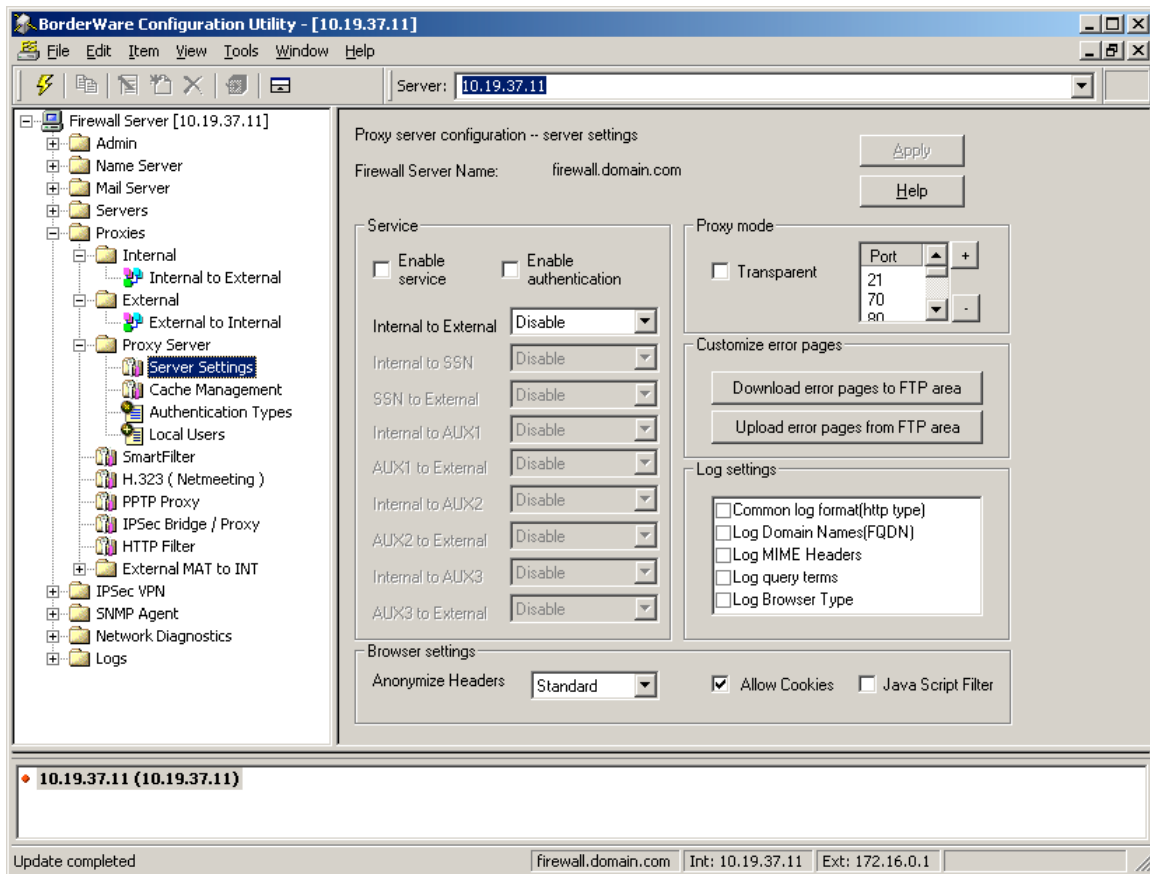 BorderWare Configuration Utility - [10.19.37.11]
File Edit Item View Tools Window Help
Server: 10.19.37.11
Firewall Server [10.19.37.11]
Admin
Name Server
Mail Server
Servers
Proxies
Internal
Internal to External
External
External to Internal
Proxy Server
Server Settings
Cache Management
Authentication Types
Local Users
SmartFilter
H.323 ( Netmeeting )
PPTP Proxy
IPSec Bridge / Proxy
HTTP Filter
External MAT to INT
IPSec VPN
SNMP Agent
Network Diagnostics
Logs
Proxy server configuration -- server settings
Firewall Server Name: firewall.domain.com
Apply
Help
Service
Enable service
Enable authentication
Internal to External Disable
Internal to SSN Disable
SSN to External Disable
Internal to AUX1 Disable
AUX1 to External Disable
Internal to AUX2 Disable
AUX2 to External Disable
Internal to AUX3 Disable
AUX3 to External Disable
Proxy mode
Transparent
Port
21
70
80
+
-
Customize error pages
Download error pages to FTP area
Upload error pages from FTP area
Log settings
Common log format(http type)
Log Domain Names(FQDN)
Log MIME Headers
Log query terms
Log Browser Type
Browser settings
Anonymize Headers Standard
Allow Cookies
Java Script Filter
10.19.37.11 (10.19.37.11)
Update completed
firewall.domain.com
Int: 10.19.37.11
Ext: 172.16.0.1